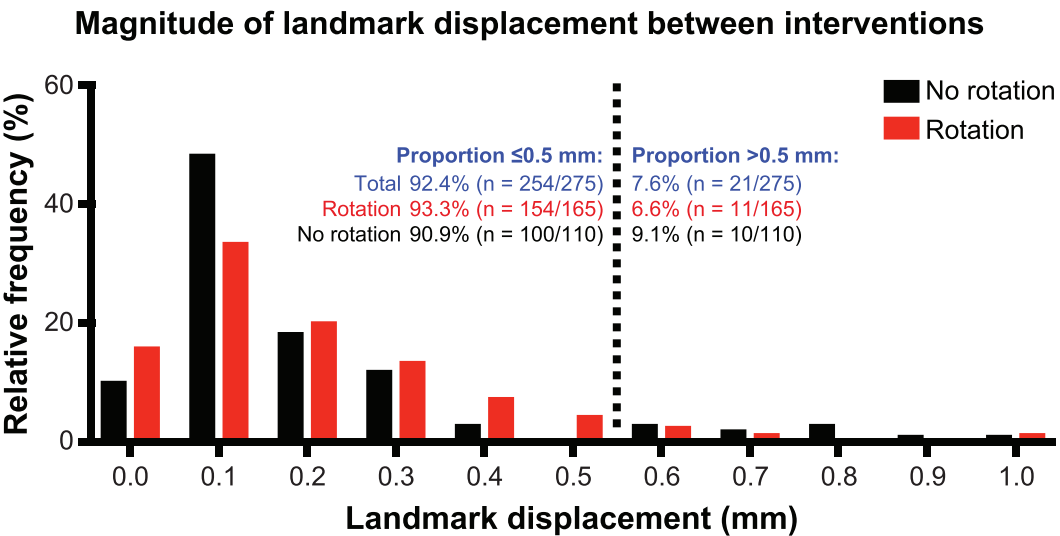 Magnitude of landmark displacement between interventions
Relative frequency (%)
60
40
20
0
No rotation
Rotation
Proportion ≤0.5 mm:
Total 92.4% (n = 254/275)
Rotation 93.3% (n = 154/165)
No rotation 90.9% (n = 100/110)
Proportion >0.5 mm:
7.6% (n = 21/275)
6.6% (n = 11/165)
9.1% (n = 10/110)
0.0 0.1 0.2 0.3 0.4 0.5 0.6 0.7 0.8 0.9 1.0
Landmark displacement (mm)